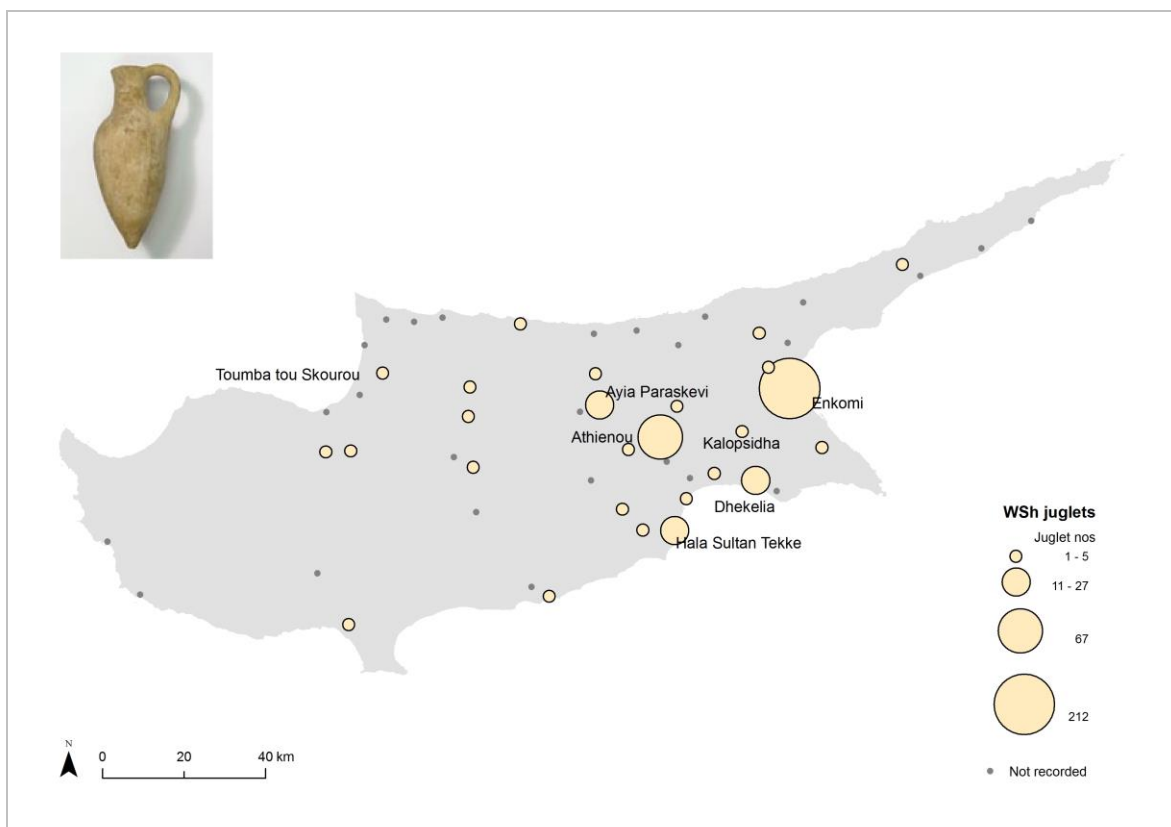 Toumba tou Skourou
Ayia Paraskevi
Enkomi
Athienou
Kalopsidha
Dhekelia
Hala Sultan Tekke
WSh juglets
Juglet nos
1 - 5
11 - 27
67
212
Not recorded
N
0 20 40 km